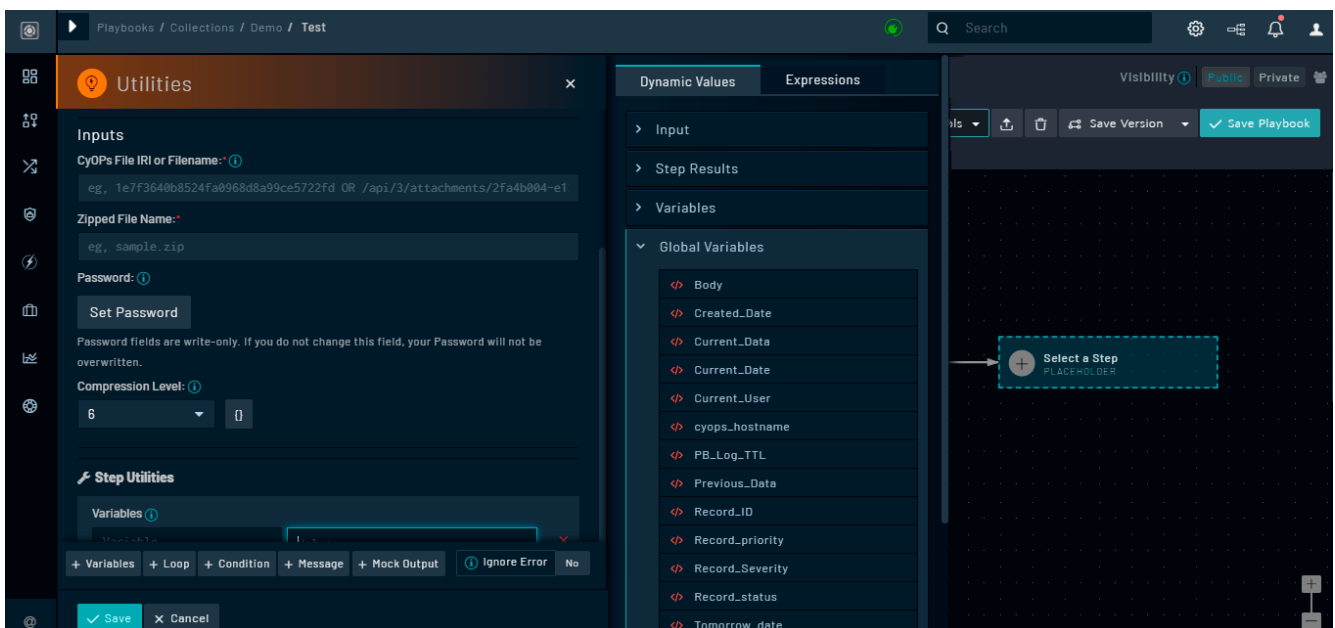 Playbooks / Collections / Demo / Test
Search
Utilities
Inputs
CyOPs File IRI or Filename:*
eg, 1e7f3640b8524fa0968d8a99ce5722fd OR /api/3/attachments/2fa4b004-e1
Zipped File Name:*
eg, sample.zip
Password:
Set Password
Password fields are write-only. If you do not change this field, your Password will not be
overwritten.
Compression Level:
6
{}
Step Utilities
Variables
Variable
+ Variables
+ Loop
+ Condition
+ Message
+ Mock Output
Ignore Error
No
Save
Cancel
@
Dynamic Values
Expressions
Input
Step Results
Variables
Global Variables
</> Body
</> Created_Date
</> Current_Data
</> Current_Date
</> Current_User
</> cyops_hostname
</> PB_Log_TTL
</> Previous_Data
</> Record_ID
</> Record_priority
</> Record_Severity
</> Record_status
</> Tomorrow_date
Visibility
Public
Private
ols
Save Version
Save Playbook
Select a Step
PLACEHOLDER